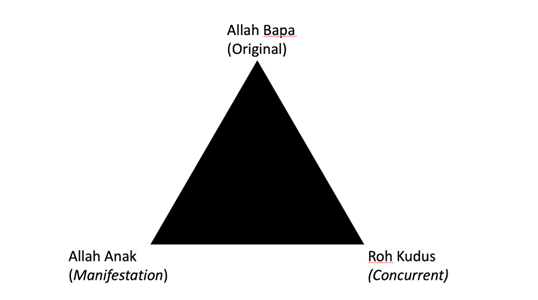 Allah Bapa
(Original)
Allah Anak
(Manifestation)
Roh Kudus
(Concurrent)